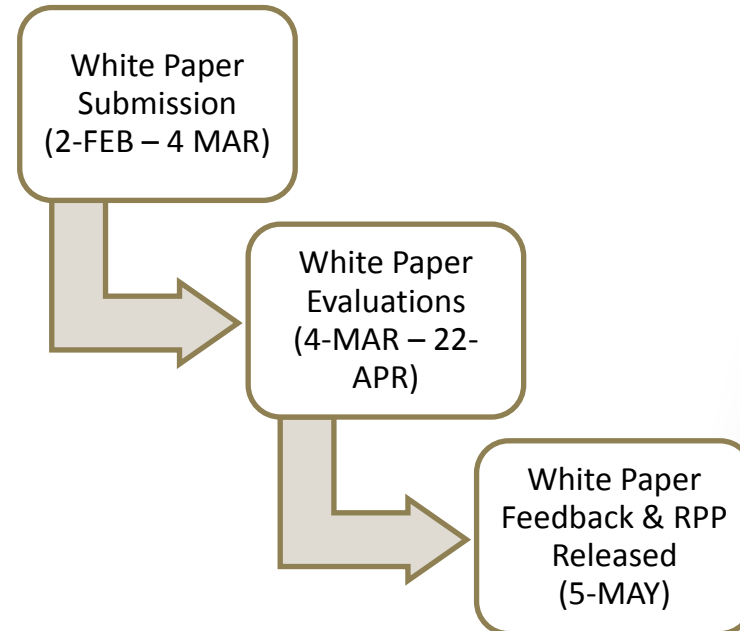 White Paper
Submission
(2-FEB – 4 MAR)
White Paper
Evaluations
(4-MAR – 22-
APR)
White Paper
Feedback & RPP
Released
(5-MAY)